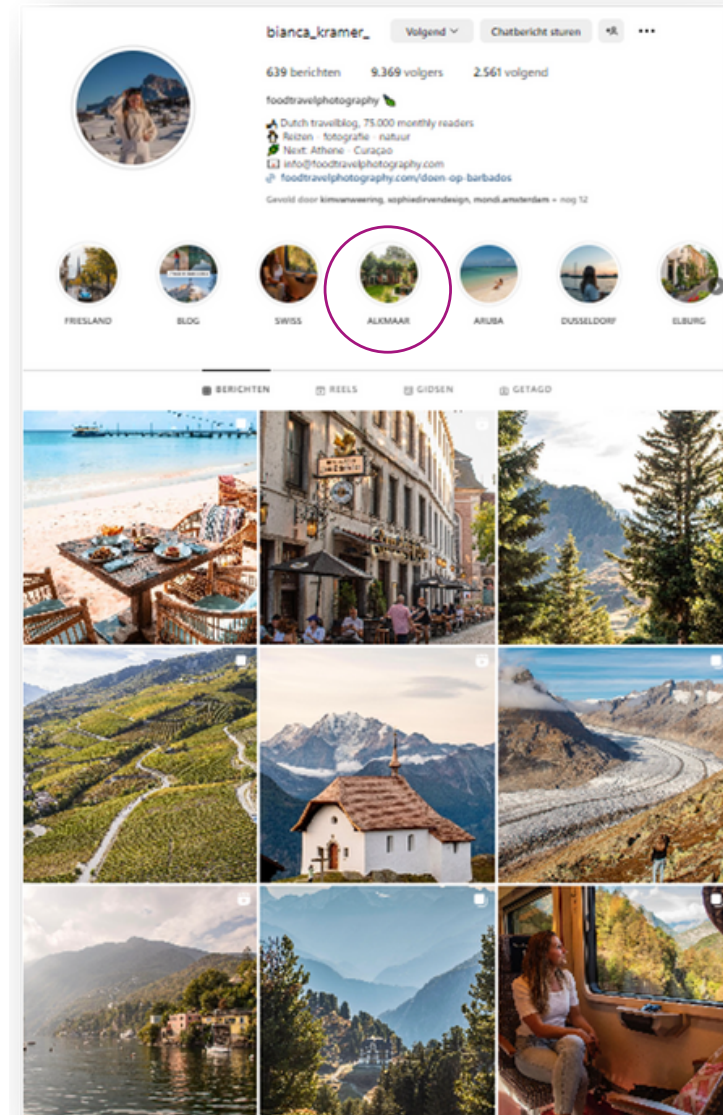 bianca_kramer_ Volgend Chatbericht sturen
639 berichten 9.369 volgers 2.561 volgend
foodtravelphotography
Dutch travelblog, 75.000 monthly readers
Reizen - fotografie - natuur
Next: Athene - Curaçao
info@foodtravelphotography.com
foodtravelphotography.com/doen-op-barbados
Gevolgd door kimvanweering, sophiedirvendesign, mondi.amsterdam + nog 12
FRIESLAND BLOG SWISS ALKMAAR ARUBA DUSSELDORF ELBURG
BERICHTEN REELS GIDSEN GETAGD